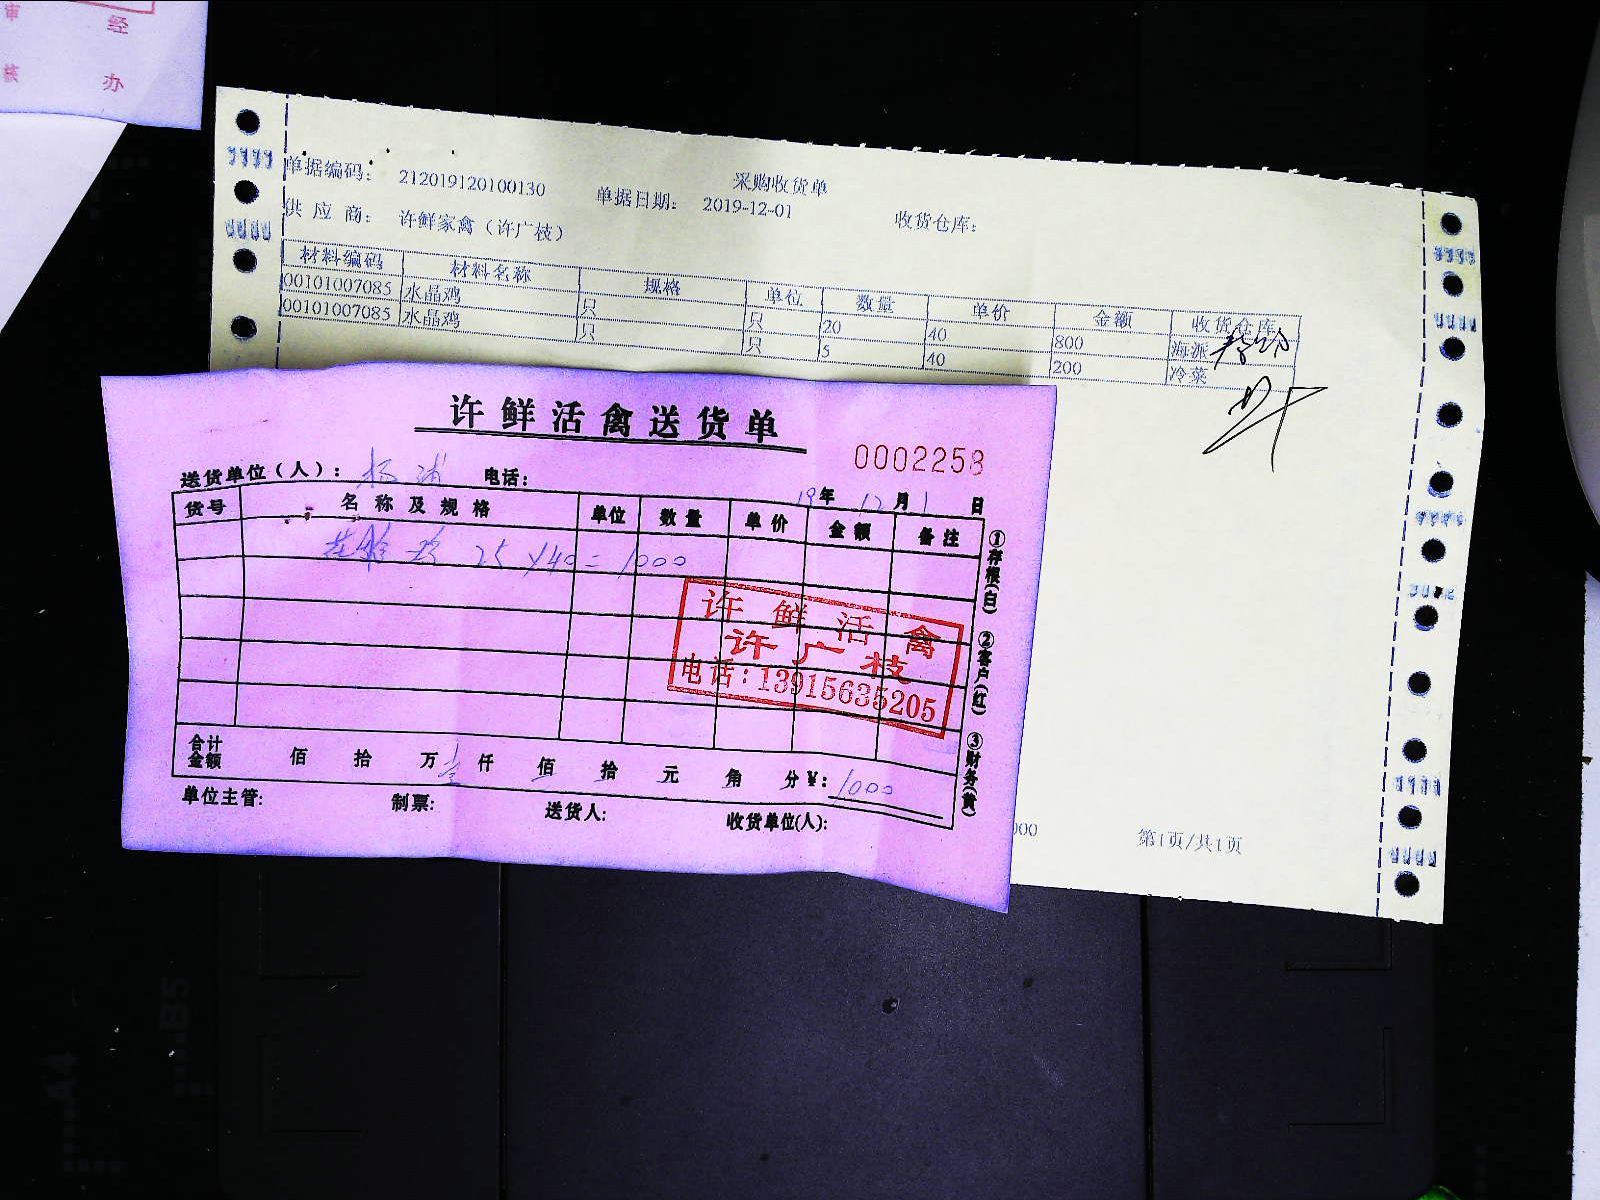 审 核
经 办
采购收货单
单据编码： 212019120100130 单据日期： 2019-12-01 收货仓库：
供 应 商： 许鲜家禽（许广枝）
材料编码 材料名称 规格 单位 数量 单价 金额 收货仓库
00101007085 水晶鸡 只 只 20 40 800 海派
00101007085 水晶鸡 只 只 5 40 200 冷菜
许鲜活禽送货单
0002258
送货单位（人）： 杨浦 电话：
19年 12月 1日
货号 名称及规格 单位 数量 单价 金额 备注
鸡 25×40=1000
许鲜活禽
许广枝
电话：13915635205
合计金额 佰 拾 万 壹 仟 佰 拾 元 角 分 ¥： 1000
单位主管： 制票： 送货人： 收货单位(人)：
①存根(白) ②客户(红) ③财务(黄)
000 第1页/共1页
A4
B5